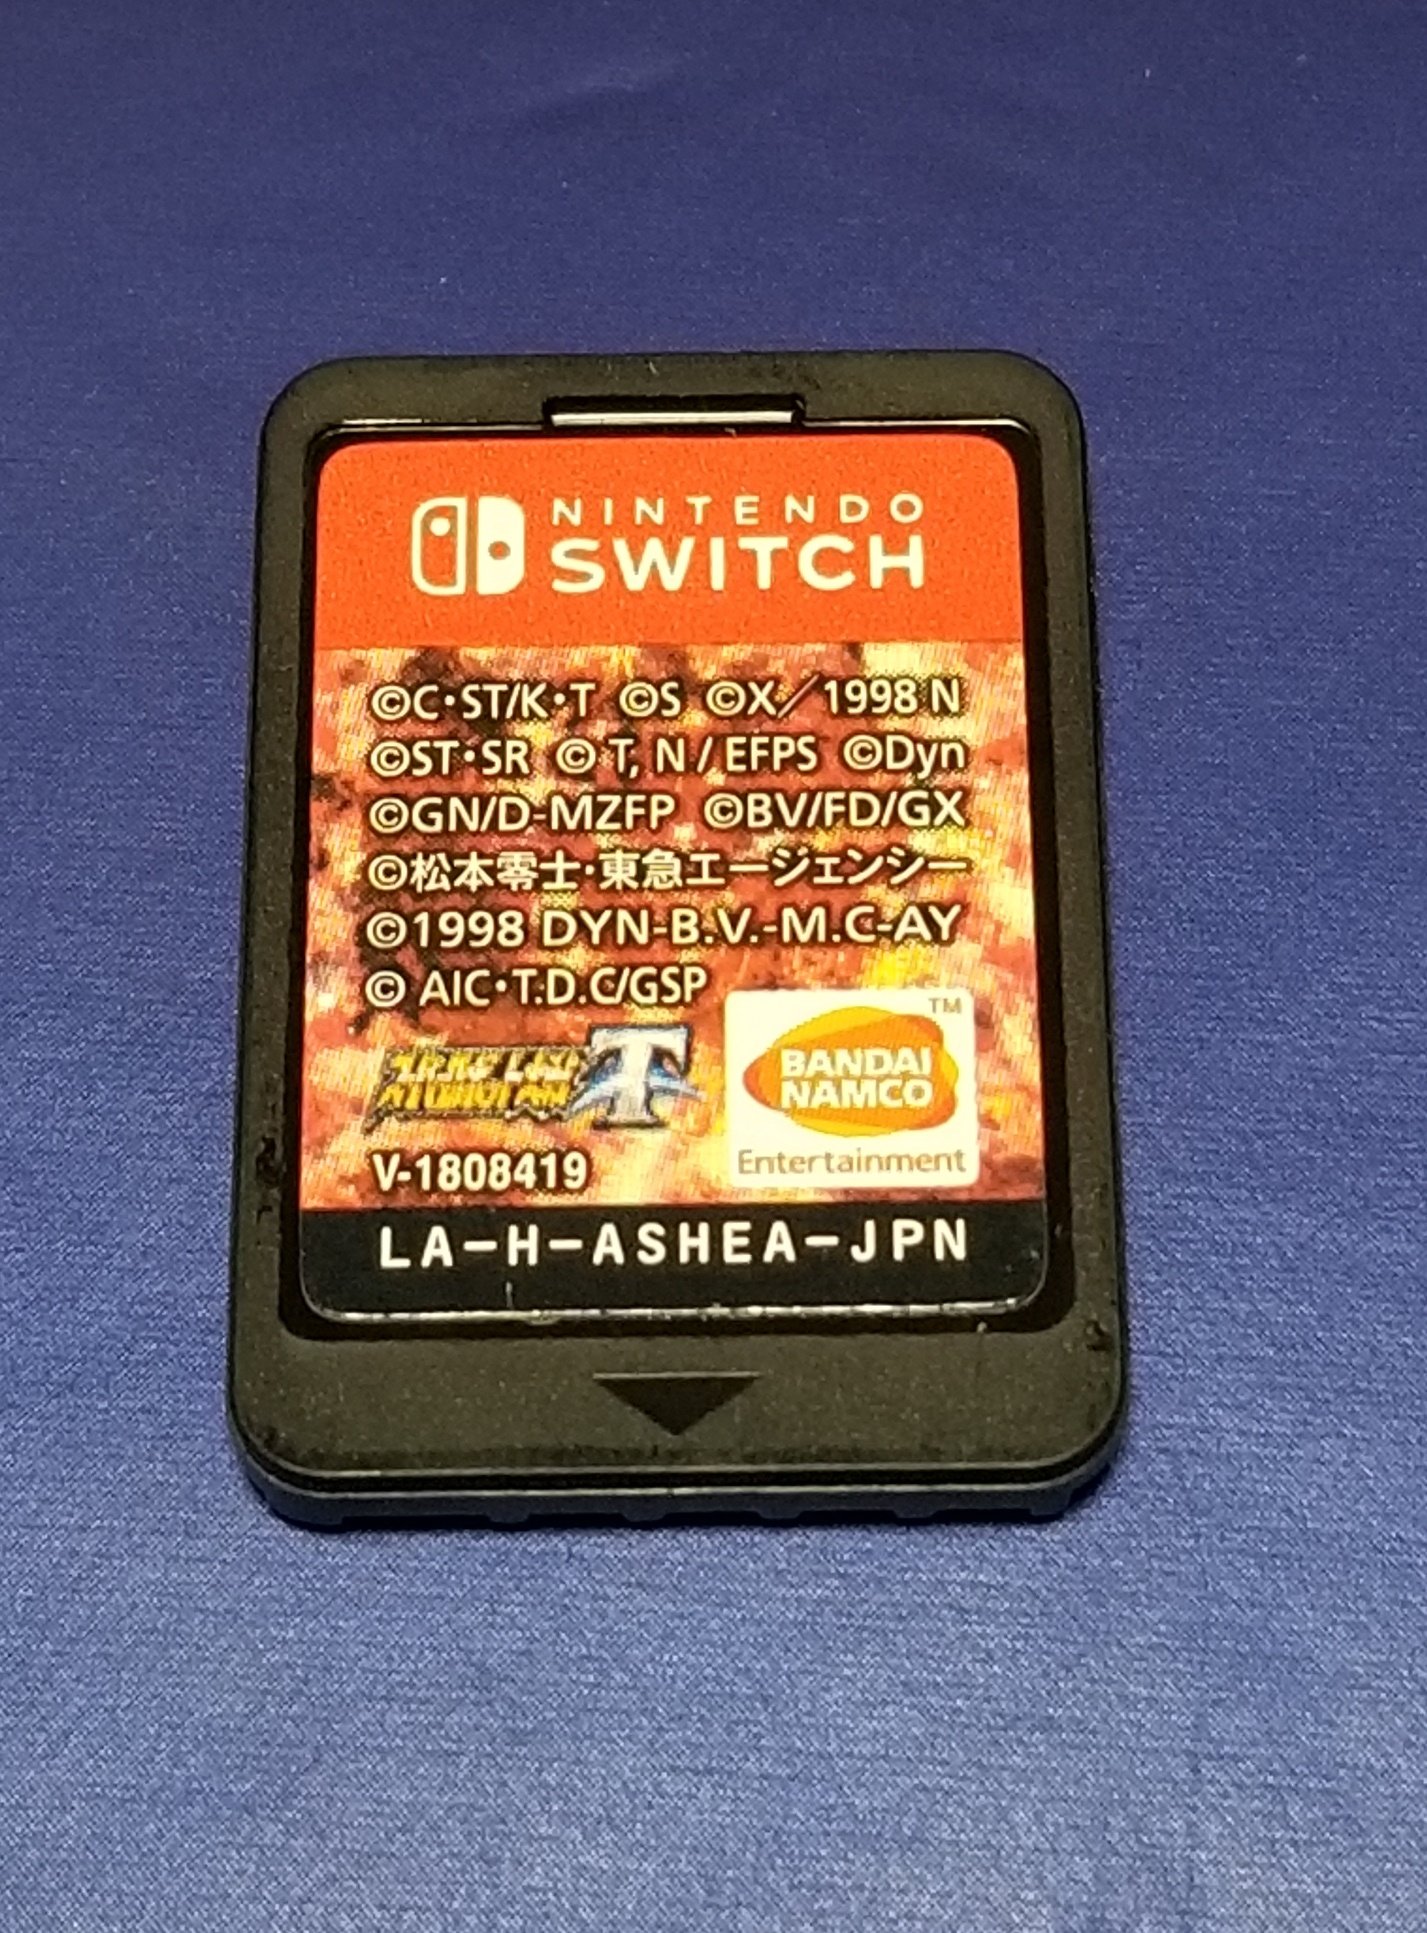 NINTENDO
SWITCH
©C・ST/K・T ©S ©X／1998 N
©ST・SR © T, N / EFPS ©Dyn
©GN/D-MZFP ©BV/FD/GX
©松本零士・東急エージェンシー
©1998 DYN-B.V.-M.C-AY
© AIC・T.D.C/GSP
T
BANDAI
NAMCO
TM
Entertainment
V-1808419
LA-H-ASHEA-JPN